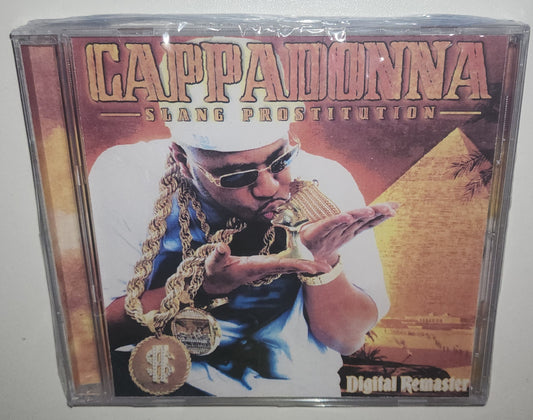 CAPPADONNA
SLANG PROSTITUTION
$
Digital Remaster